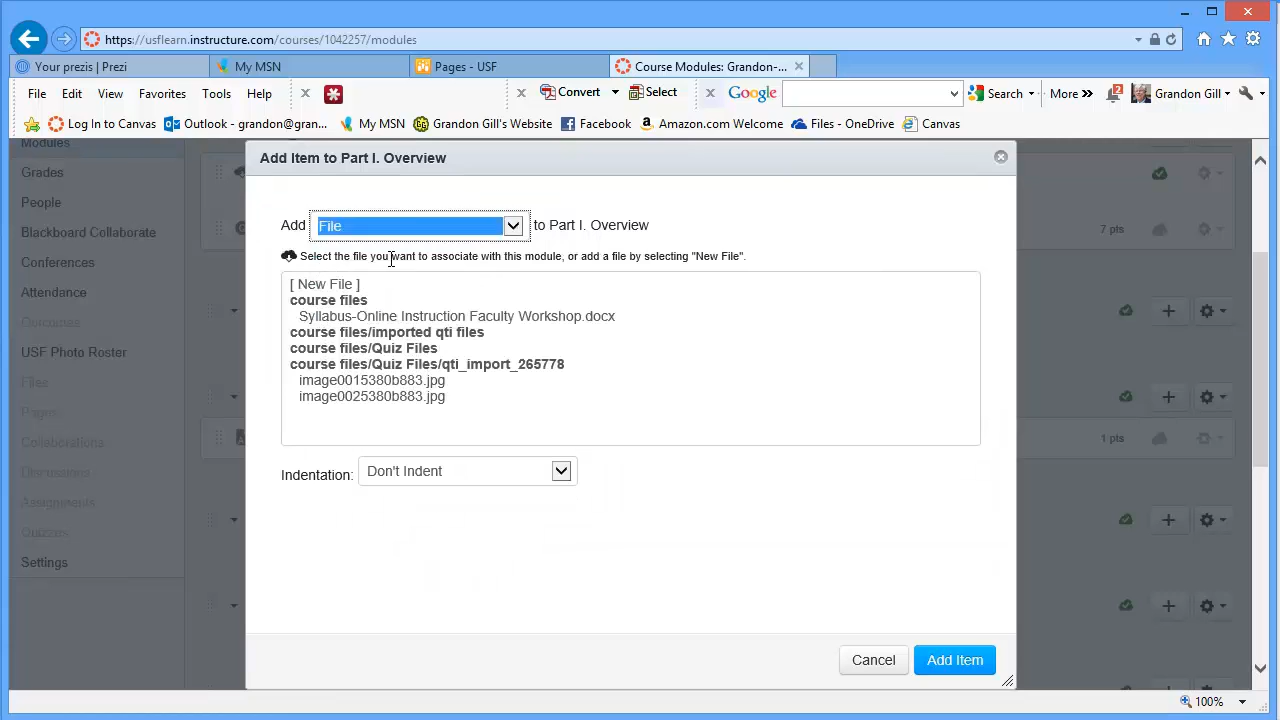 https://usflearn.instructure.com/courses/1042257/modules
Your prezis | Prezi
My MSN
Pages - USF
Course Modules: Grandon-...
File Edit View Favorites Tools Help
Convert
Select
Google
Search
More
2
Grandon Gill
Log In to Canvas
Outlook - grandon@gran...
My MSN
Grandon Gill's Website
Facebook
Amazon.com Welcome
Files - OneDrive
Canvas
Modules
Grades
People
Blackboard Collaborate
Conferences
Attendance
Outcomes
USF Photo Roster
Files
Pages
Collaborations
Discussions
Assignments
Quizzes
Settings
Add Item to Part I. Overview
Add File to Part I. Overview
Select the file you want to associate with this module, or add a file by selecting "New File".
[ New File ]
course files
Syllabus-Online Instruction Faculty Workshop.docx
course files/imported qti files
course files/Quiz Files
course files/Quiz Files/qti_import_265778
image0015380b883.jpg
image0025380b883.jpg
Indentation: Don't Indent
Cancel
Add Item
7 pts
1 pts
100%